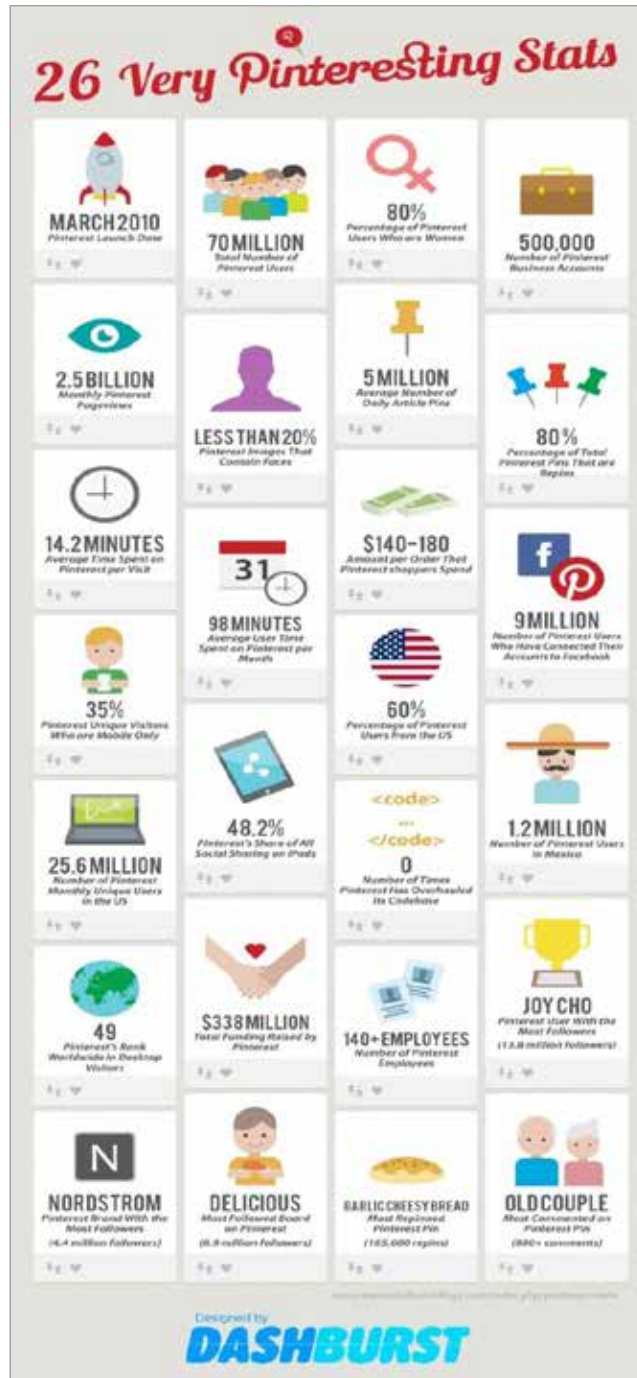 26 Very Pinteresting Stats
MARCH 2010
Pinterest Launch Date
2.5 BILLION
Monthly Pinterest
Pageviews
14.2 MINUTES
Average Time Spent on
Pinterest per Visit
35%
Pinterest Unique Visitors
Who are Mobile Only
25.6 MILLION
Number of Pinterest
Monthly Unique Users
in the US
49
Pinterest's Rank
Worldwide in Desktop
Visitors
N
NORDSTROM
Pinterest Brand With the
Most Followers
(4.4 million followers)
70 MILLION
Total Number of
Pinterest Users
LESS THAN 20%
Pinterest Images That
Contain Faces
31
98 MINUTES
Average User Time
Spent on Pinterest per
Month
48.2%
Pinterest's Share of All
Social Sharing on iPads
$338 MILLION
Total Funding Raised by
Pinterest
DELICIOUS
Most Followed Board
on Pinterest
million followers)
80%
Percentage of Pinterest
Users Who are Women
5 MILLION
Average Number of
Daily Article Pins
$140-180
Amount per Order That
Pinterest shoppers Spend
60%
Percentage of Pinterest
Users from the US
<code>
...
</code>
0
Number of Times
Pinterest Has Overhauled
Its Codebase
140+ EMPLOYEES
Number of Pinterest
Employees
GARLIC CHEESY BREAD
Most Repinned
Pinterest Pin
repins)
500,000
Number of Pinterest
Business Accounts
80%
Percentage of Total
Pinterest Pins That are
Repins
f
9 MILLION
Number of Pinterest Users
Who Have Connected Their
Accounts to Facebook
1.2 MILLION
Number of Pinterest Users
in Mexico
JOY CHO
Pinterest User With the
Most Followers
million followers)
OLD COUPLE
Most Commented on
Pinterest Pin
comments)
Designed by
DASHBURST